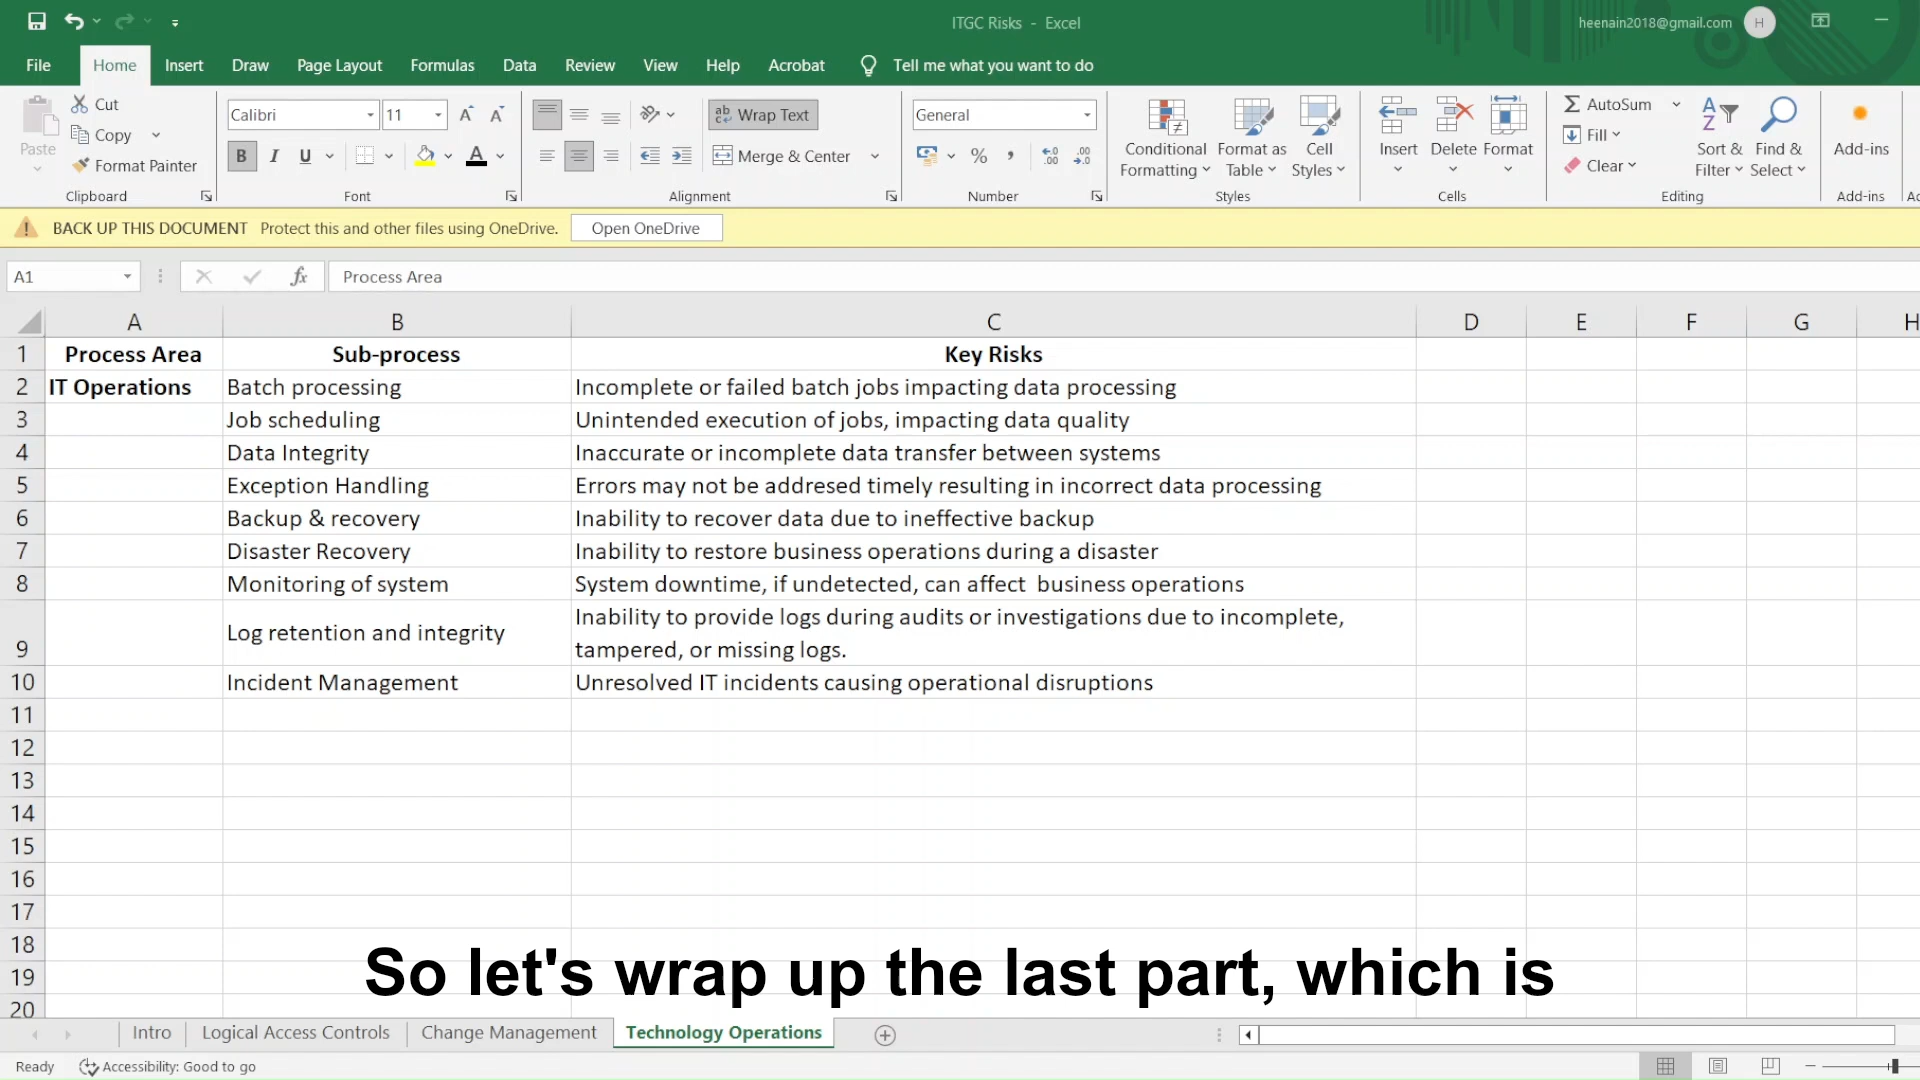 ITGC Risks - Excel
heenain2018@gmail.com H
File Home Insert Draw Page Layout Formulas Data Review View Help Acrobat Tell me what you want to do
Paste
Cut
Copy
Format Painter
Clipboard
Calibri 11
B I U A
Font
Wrap Text
Merge & Center
Alignment
General
Number
Conditional
Formatting
Format as
Table
Cell
Styles
Styles
Insert Delete Format
Cells
AutoSum
Fill
Clear
Sort &
Filter
Find &
Select
Editing
Add-ins
Add-ins
BACK UP THIS DOCUMENT Protect this and other files using OneDrive. Open OneDrive
A1 fx Process Area
A B C D E F G H
1 Process Area Sub-process Key Risks
2 IT Operations Batch processing Incomplete or failed batch jobs impacting data processing
3 Job scheduling Unintended execution of jobs, impacting data quality
4 Data Integrity Inaccurate or incomplete data transfer between systems
5 Exception Handling Errors may not be addresed timely resulting in incorrect data processing
6 Backup & recovery Inability to recover data due to ineffective backup
7 Disaster Recovery Inability to restore business operations during a disaster
8 Monitoring of system System downtime, if undetected, can affect  business operations
9 Log retention and integrity Inability to provide logs during audits or investigations due to incomplete,
tampered, or missing logs.
10 Incident Management Unresolved IT incidents causing operational disruptions
11
12
13
14
15
16
17
18
19
20
So let's wrap up the last part, which is
Intro Logical Access Controls Change Management Technology Operations
Ready Accessibility: Good to go